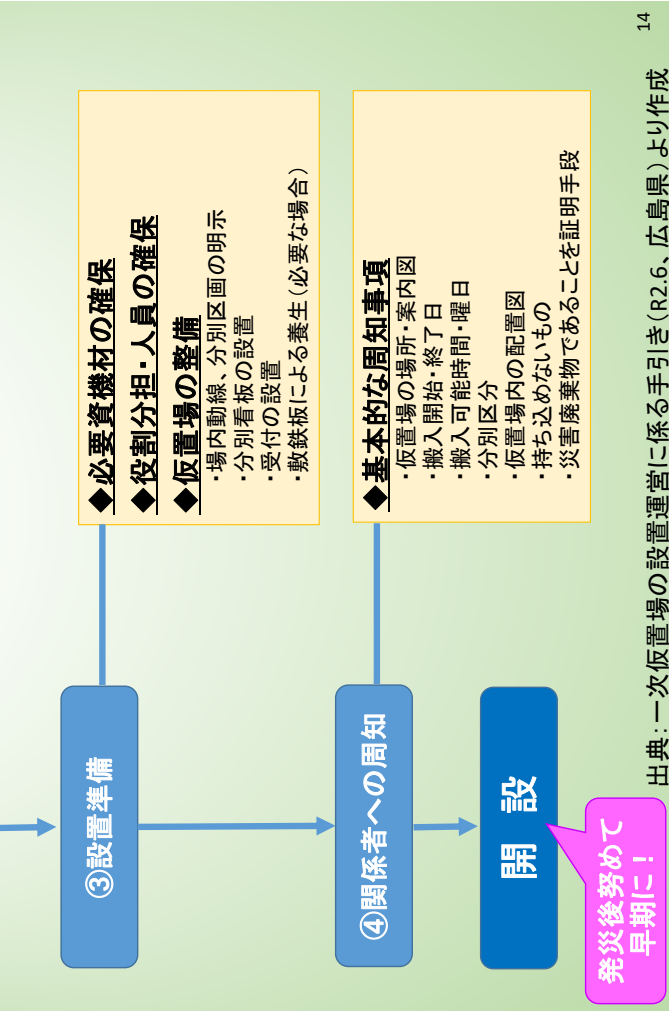 ③設置準備
◆必要資機材の確保
◆役割分担・人員の確保
◆仮置場の整備
・場内動線、分別区画の明示
・分別看板の設置
・受付の設置
・敷鉄板による養生（必要な場合）
④関係者への周知
◆基本的な周知事項
・仮置場の場所・案内図
・搬入開始・終了日
・搬入可能時間・曜日
・分別区分
・仮置場内の配置図
・持ち込めないもの
・災害廃棄物であることを証明手段
開　設
発災後努めて
早期に！
出典：一次仮置場の設置運営に係る手引き（R2.6、広島県）より作成
14